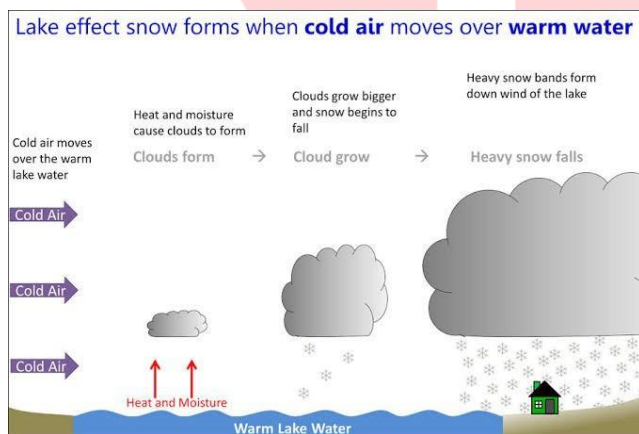 Lake effect snow forms when cold air moves over warm water
Cold air moves
over the warm
lake water
Heat and moisture
cause clouds to form
Clouds grow bigger
and snow begins to
fall
Heavy snow bands form
down wind of the lake
Clouds form → Cloud grow → Heavy snow falls
Cold Air
Cold Air
Cold Air
Heat and Moisture
Warm Lake Water